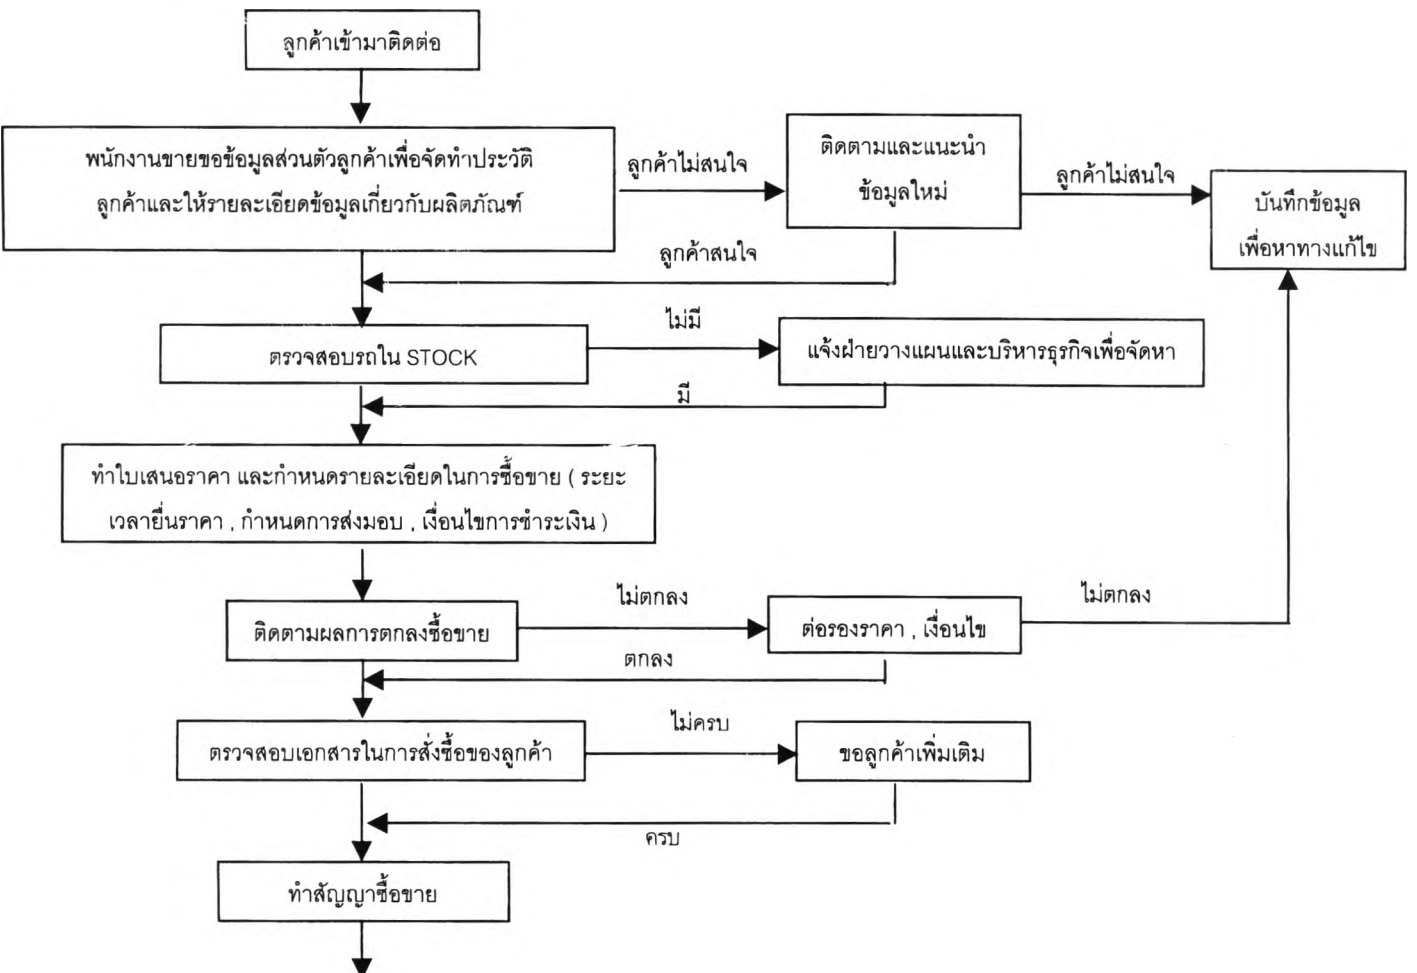 ลูกค้าเข้ามาติดต่อ
พนักงานขายขอข้อมูลส่วนตัวลูกค้าเพื่อจัดทำประวัติ
ลูกค้าและให้รายละเอียดข้อมูลเกี่ยวกับผลิตภัณฑ์
ลูกค้าไม่สนใจ
ติดตามและแนะนำ
ข้อมูลใหม่
ลูกค้าไม่สนใจ
บันทึกข้อมูล
เพื่อหาทางแก้ไข
ลูกค้าสนใจ
ตรวจสอบรถใน STOCK
ไม่มี
แจ้งฝ่ายวางแผนและบริหารธุรกิจเพื่อจัดหา
มี
ทำใบเสนอราคา และกำหนดรายละเอียดในการซื้อขาย ( ระยะ
เวลายื่นราคา , กำหนดการส่งมอบ , เงื่อนไขการชำระเงิน )
ติดตามผลการตกลงซื้อขาย
ไม่ตกลง
ต่อรองราคา , เงื่อนไข
ไม่ตกลง
ตกลง
ตรวจสอบเอกสารในการสั่งซื้อของลูกค้า
ไม่ครบ
ขอลูกค้าเพิ่มเติม
ครบ
ทำสัญญาซื้อขาย